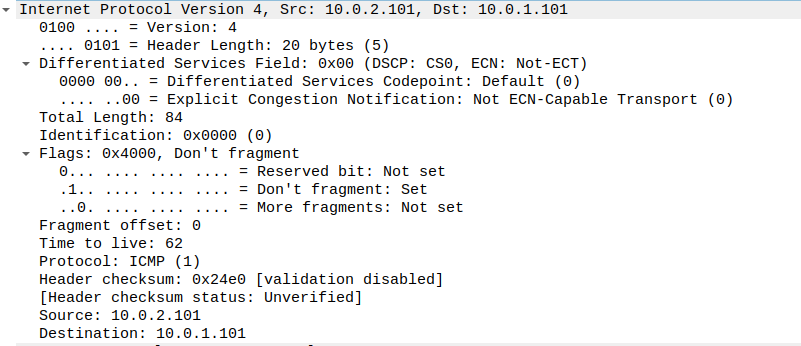 Internet Protocol Version 4, Src: 10.0.2.101, Dst: 10.0.1.101
0100 .... = Version: 4
.... 0101 = Header Length: 20 bytes (5)
Differentiated Services Field: 0x00 (DSCP: CS0, ECN: Not-ECT)
0000 00.. = Differentiated Services Codepoint: Default (0)
.... ..00 = Explicit Congestion Notification: Not ECN-Capable Transport (0)
Total Length: 84
Identification: 0x0000 (0)
Flags: 0x4000, Don't fragment
0... .... .... .... = Reserved bit: Not set
.1.. .... .... .... = Don't fragment: Set
..0. .... .... .... = More fragments: Not set
Fragment offset: 0
Time to live: 62
Protocol: ICMP (1)
Header checksum: 0x24e0 [validation disabled]
[Header checksum status: Unverified]
Source: 10.0.2.101
Destination: 10.0.1.101